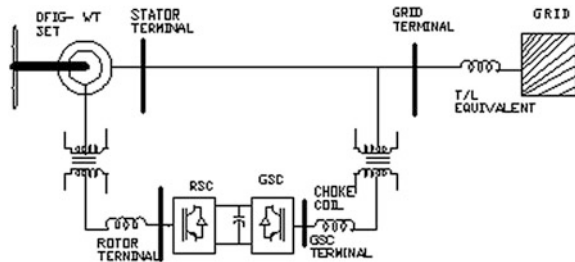 DFIG- WT
SET
STATOR
TERMINAL
GRID
TERMINAL
GRID
T/L
EQUIVALENT
RSC
GSC
CHOKE
COIL
ROTOR
TERMINAL
GSC
TERMINAL